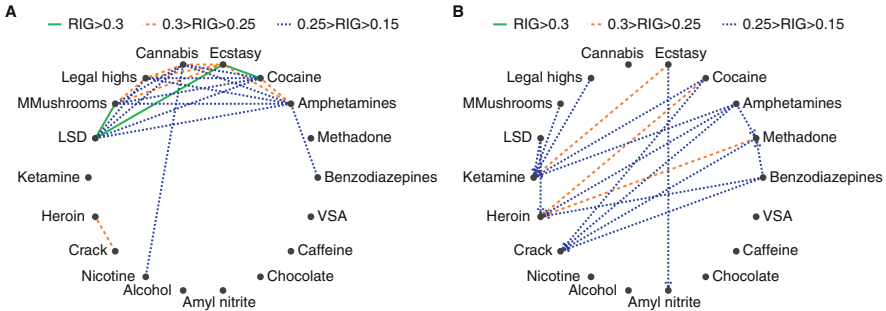 A
RIG>0.3 0.3>RIG>0.25 0.25>RIG>0.15
Cannabis Ecstasy
Legal highs Cocaine
MMushrooms Amphetamines
LSD Methadone
Ketamine Benzodiazepines
Heroin VSA
Crack Caffeine
Nicotine Chocolate
Alcohol Amyl nitrite
B
RIG>0.3 0.3>RIG>0.25 0.25>RIG>0.15
Cannabis Ecstasy
Legal highs Cocaine
MMushrooms Amphetamines
LSD Methadone
Ketamine Benzodiazepines
Heroin VSA
Crack Caffeine
Nicotine Chocolate
Alcohol Amyl nitrite